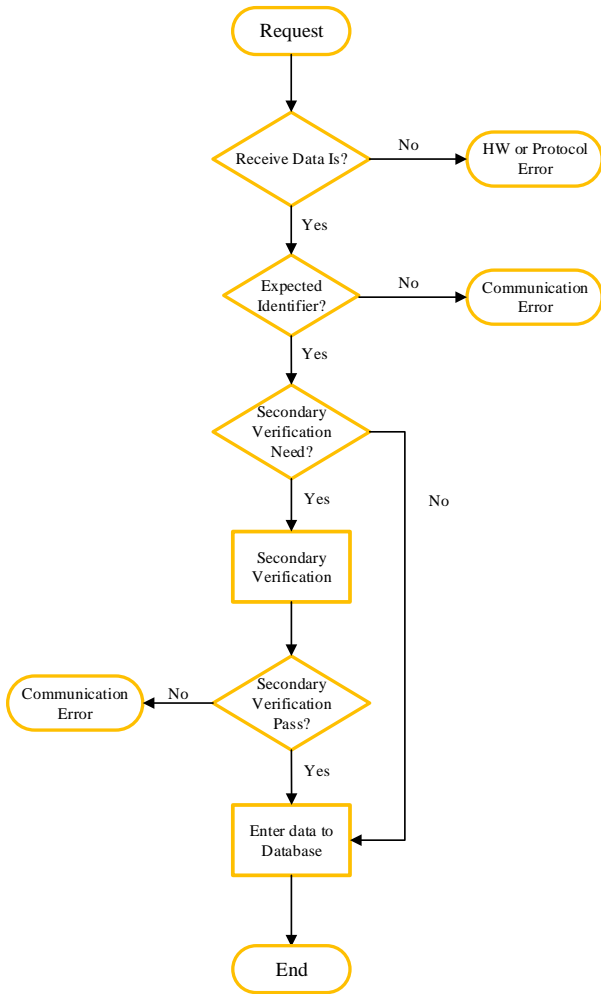 Request
Receive Data Is?
No
HW or Protocol
Error
Yes
Expected
Identifier?
No
Communication
Error
Yes
Secondary
Verification
Need?
Yes
No
Secondary
Verification
Secondary
Verification
Pass?
No
Communication
Error
Yes
Enter data to
Database
End